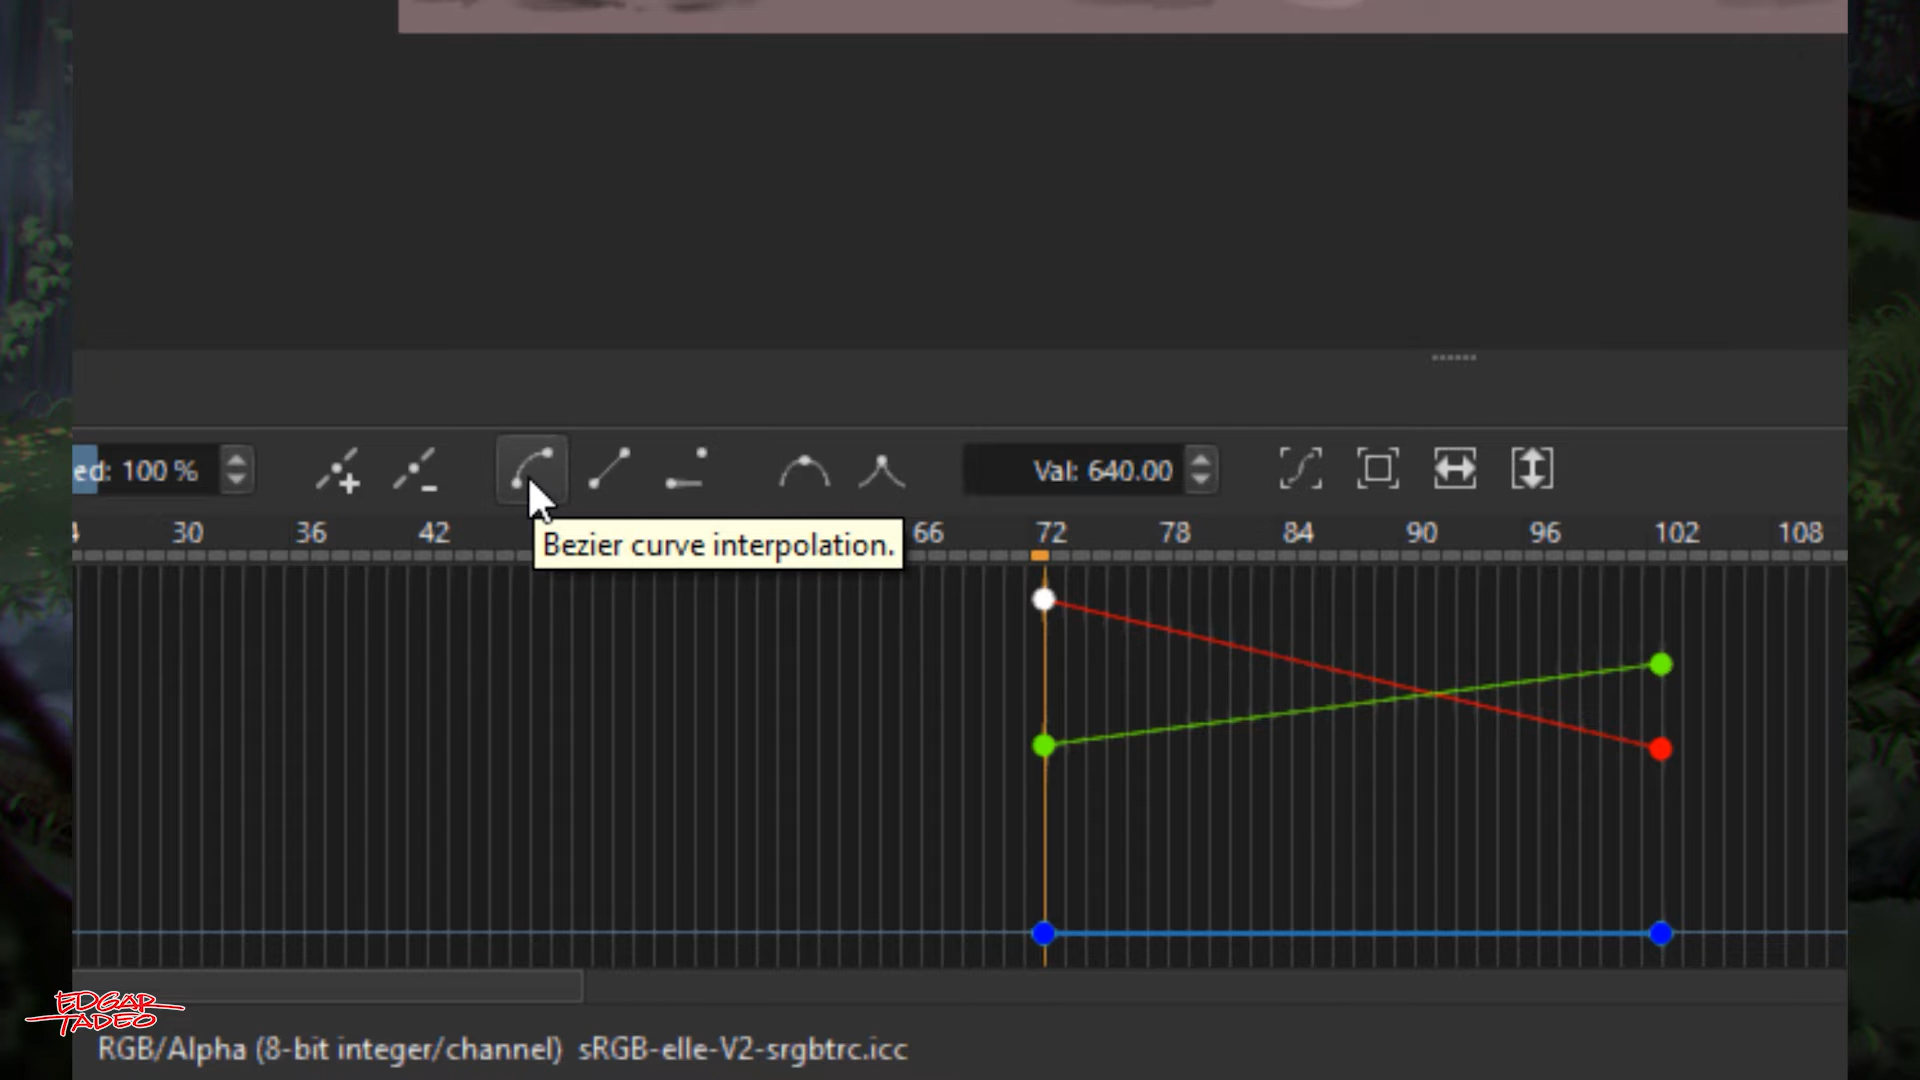 ed: 100 %
Val: 640.00
4 30 36 42 66 72 78 84 90 96 102 108
Bezier curve interpolation.
EDGAR
TADEO
RGB/Alpha (8-bit integer/channel) sRGB-elle-V2-srgbtrc.icc